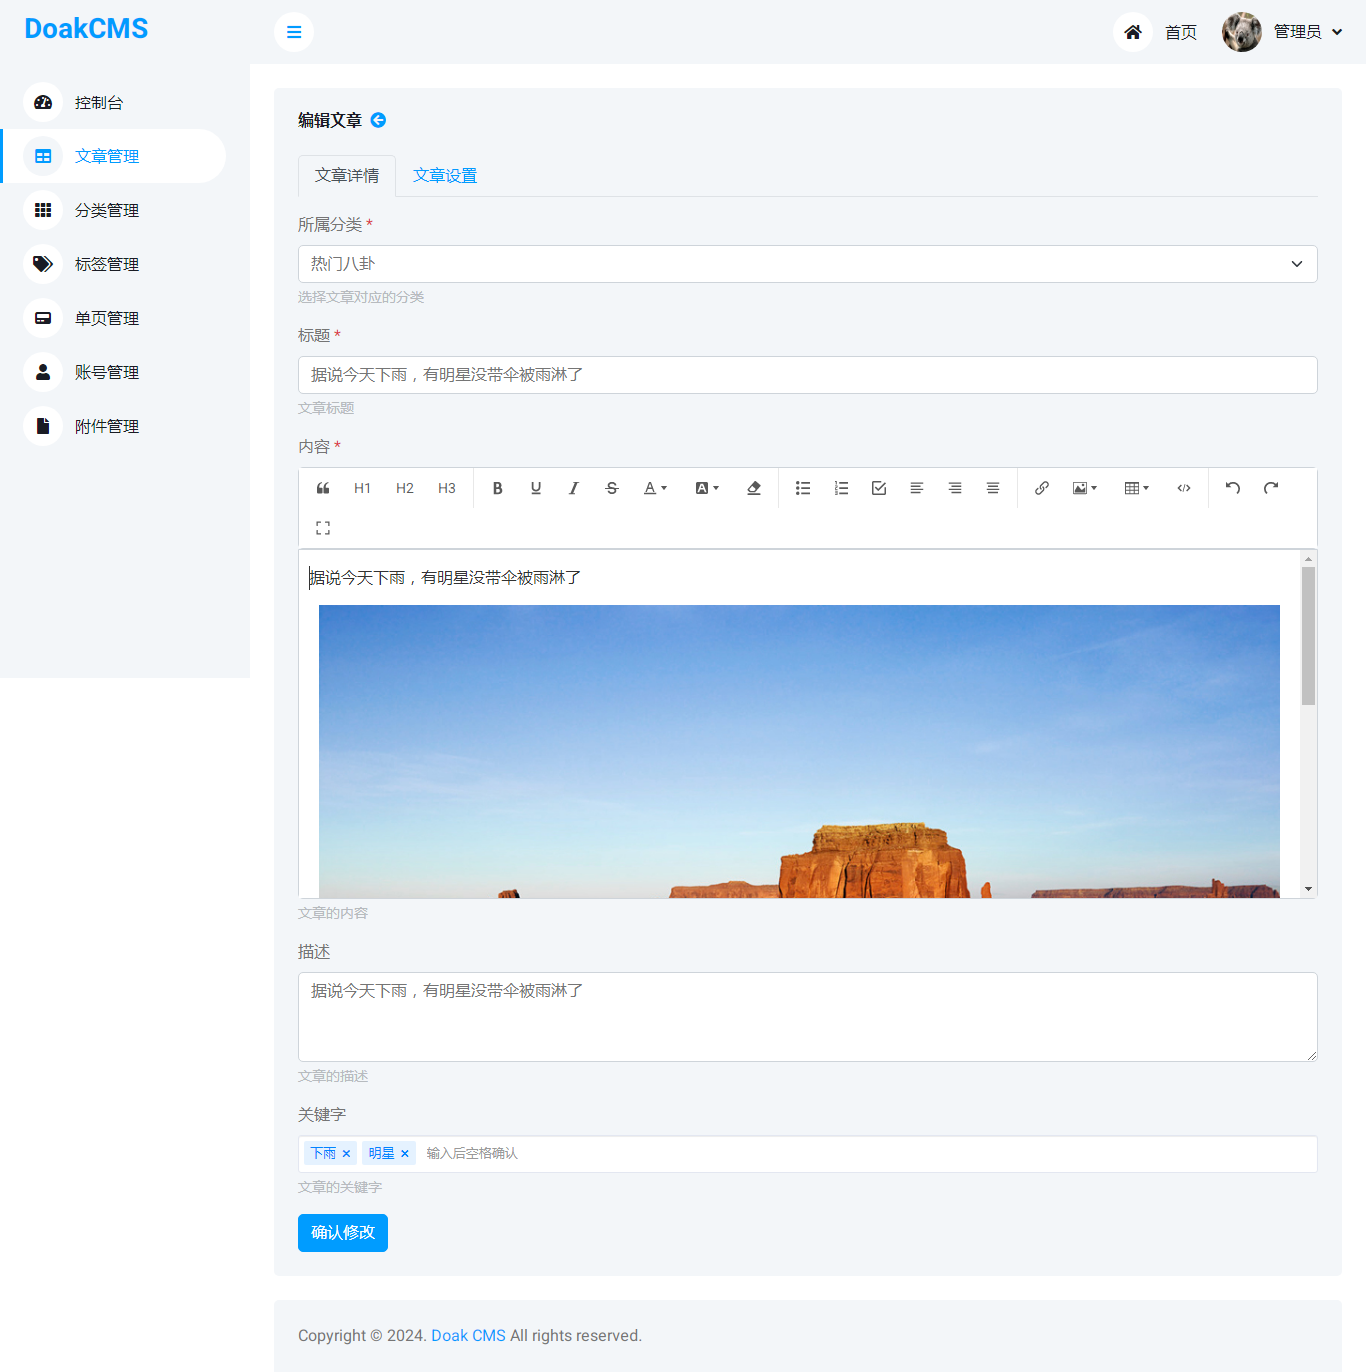 DoakCMS
首页
管理员
控制台
文章管理
分类管理
标签管理
单页管理
账号管理
附件管理
编辑文章
文章详情
文章设置
所属分类 *
热门八卦
选择文章对应的分类
标题 *
据说今天下雨，有明星没带伞被雨淋了
文章标题
内容 *
H1 H2 H3 B U I S A A
据说今天下雨，有明星没带伞被雨淋了
文章的内容
描述
据说今天下雨，有明星没带伞被雨淋了
文章的描述
关键字
下雨 × 明星 × 输入后空格确认
文章的关键字
确认修改
Copyright © 2024. Doak CMS All rights reserved.